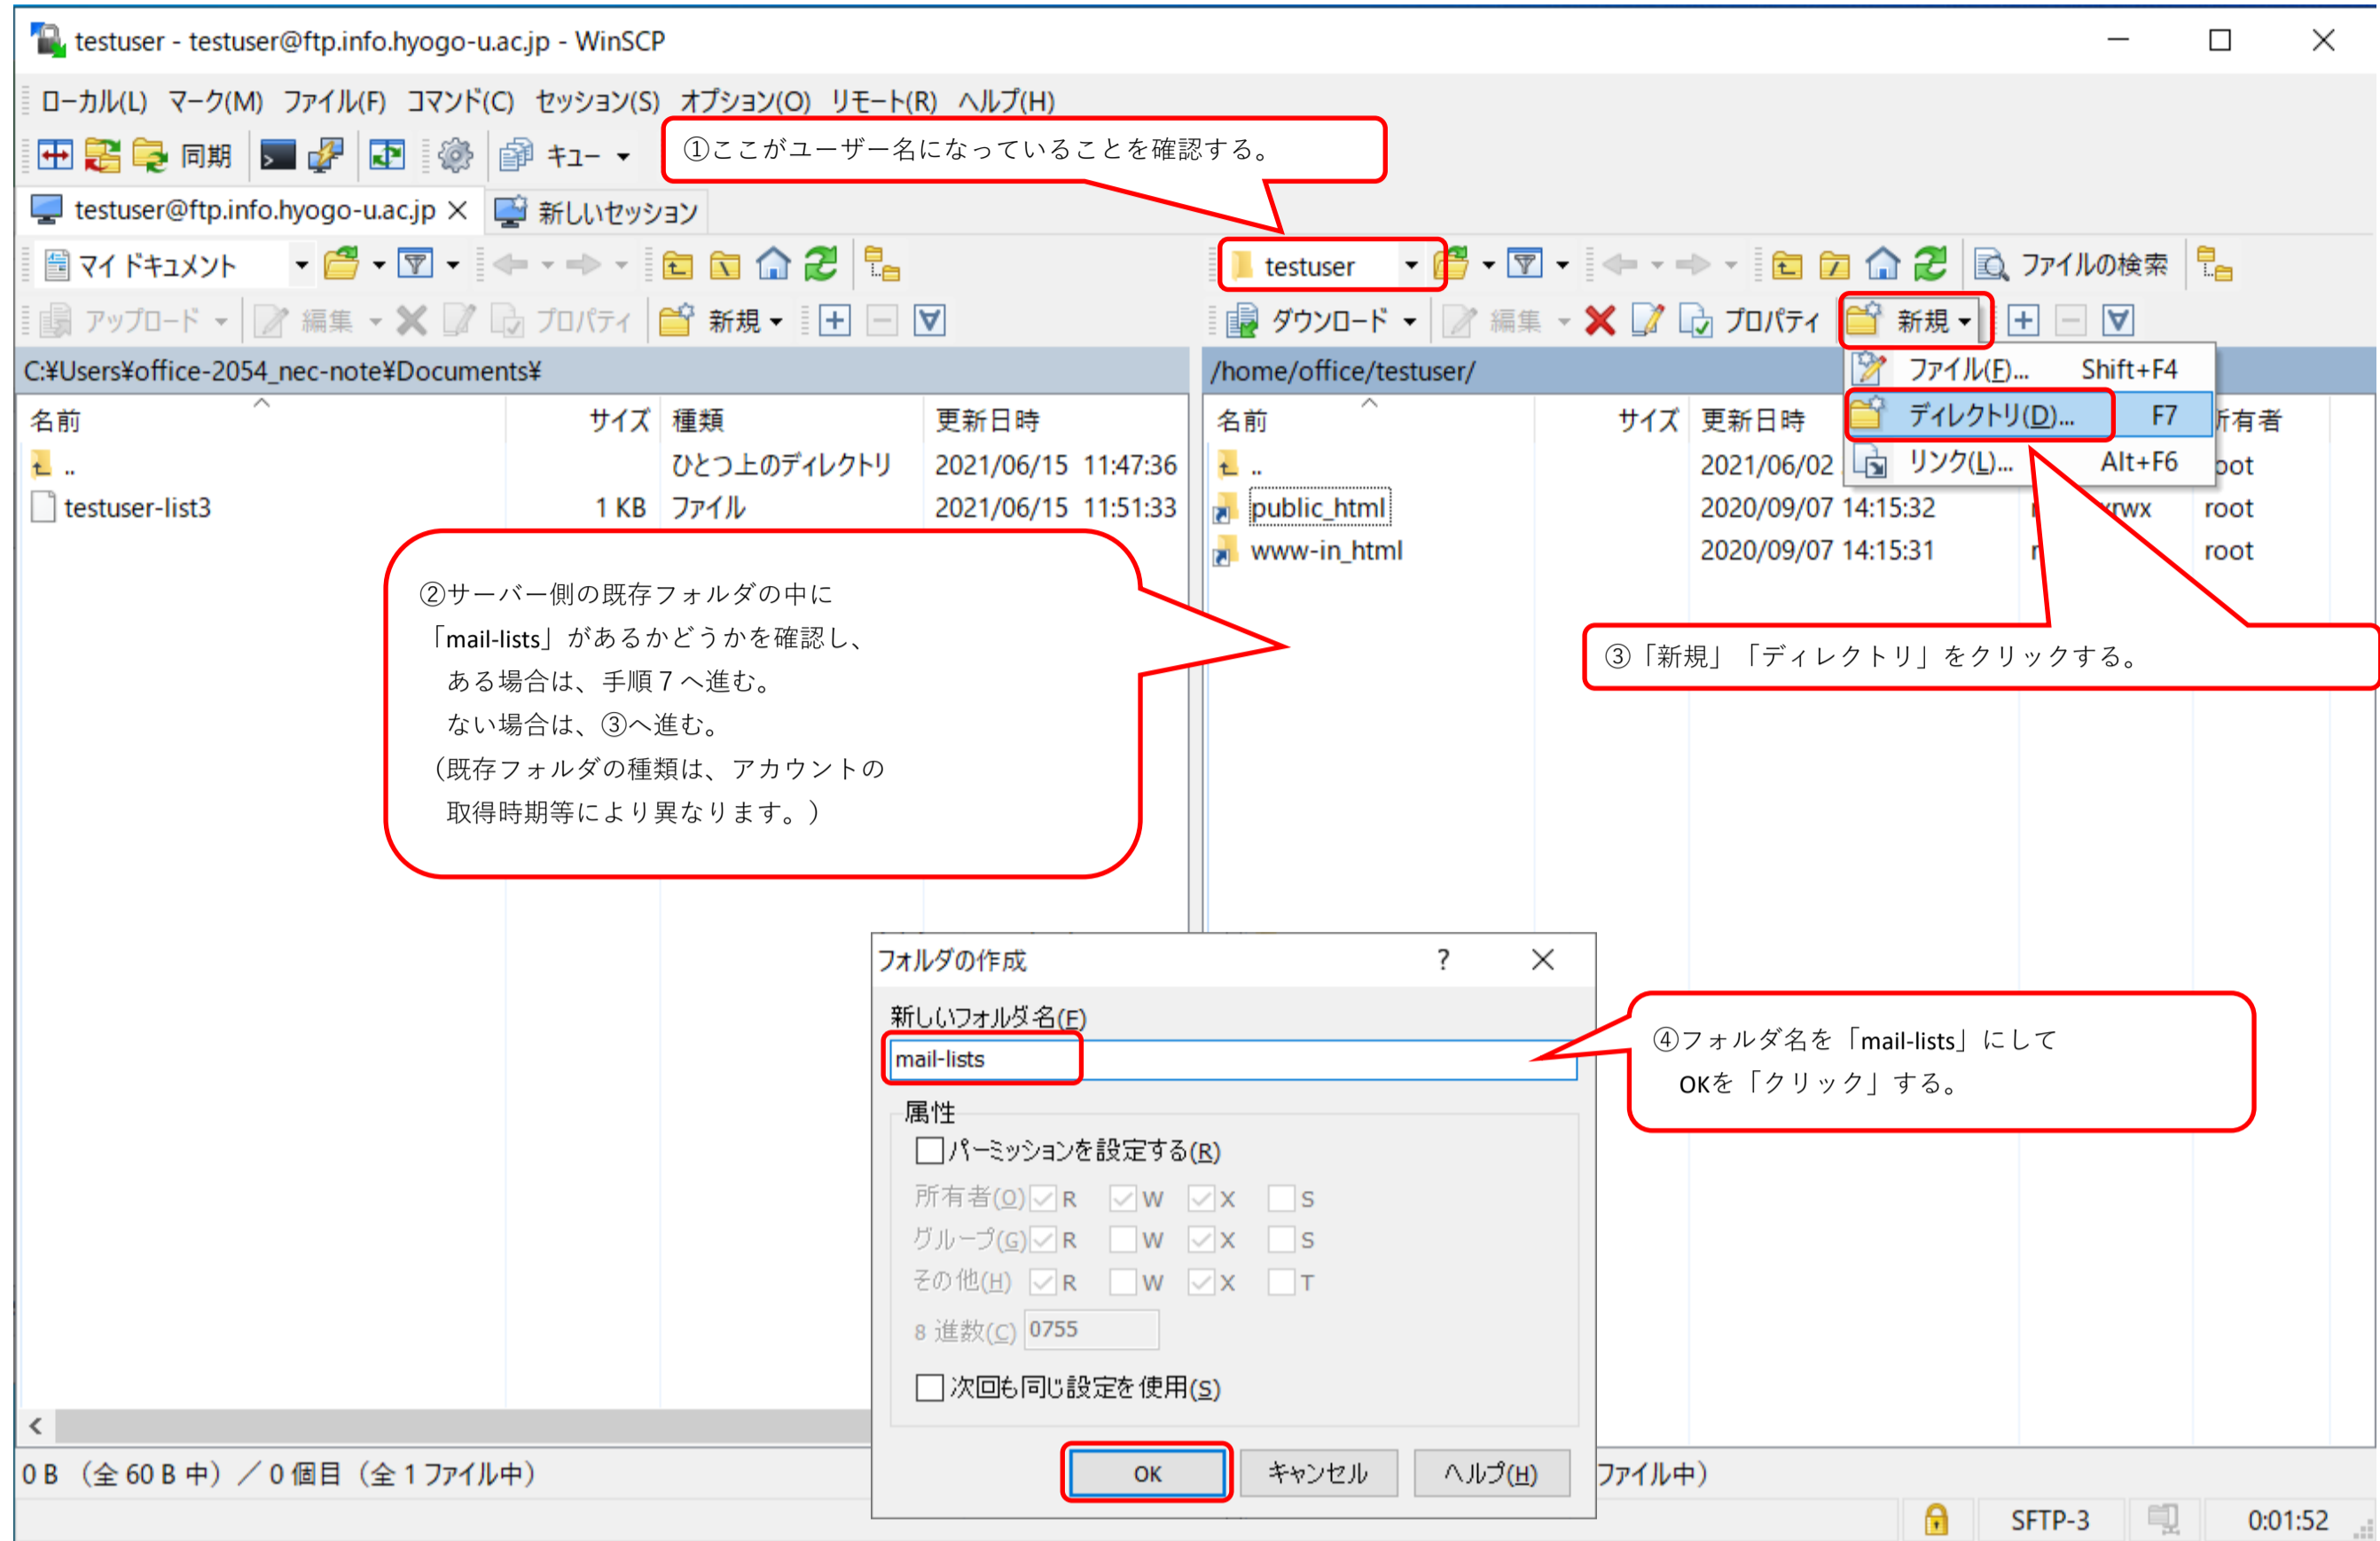 testuser - testuser@ftp.info.hyogo-u.ac.jp - WinSCP
ローカル(L) マーク(M) ファイル(F) コマンド(C) セッション(S) オプション(O) リモート(R) ヘルプ(H)
同期 キュー
①ここがユーザー名になっていることを確認する。
testuser@ftp.info.hyogo-u.ac.jp × 新しいセッション
マイ ドキュメント
testuser ファイルの検索
アップロード 編集 プロパティ 新規
ダウンロード 編集 プロパティ 新規
C:¥Users¥office-2054_nec-note¥Documents¥
/home/office/testuser/
ファイル(F)... Shift+F4
ディレクトリ(D)... F7
リンク(L)... Alt+F6
名前 サイズ 種類 更新日時
.. ひとつ上のディレクトリ 2021/06/15 11:47:36
testuser-list3 1 KB ファイル 2021/06/15 11:51:33
名前 サイズ 更新日時 所有者
.. 2021/06/02
public_html 2020/09/07 14:15:32 root
www-in_html 2020/09/07 14:15:31 root
②サーバー側の既存フォルダの中に
「mail-lists」があるかどうかを確認し、
ある場合は、手順７へ進む。
ない場合は、③へ進む。
（既存フォルダの種類は、アカウントの
取得時期等により異なります。）
③「新規」「ディレクトリ」をクリックする。
フォルダの作成 ?
新しいフォルダ名(F)
mail-lists
④フォルダ名を「mail-lists」にして
OKを「クリック」する。
属性
パーミッションを設定する(R)
所有者(O) R W X S
グループ(G) R W X S
その他(H) R W X T
8 進数(C) 0755
次回も同じ設定を使用(S)
OK キャンセル ヘルプ(H)
0 B （全 60 B 中）／ 0 個目（全 1 ファイル中）
ファイル中）
SFTP-3 0:01:52